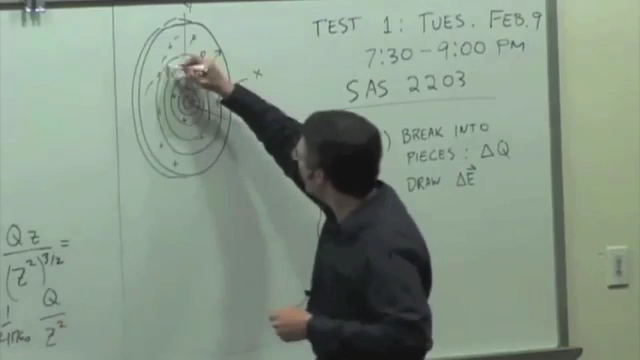 TEST 1: TUES. FEB. 9
7:30 – 9:00 PM
SAS 2203
) BREAK INTO
PIECES: ΔQ
DRAW ΔE⃗
x
Qz
(z²)^3/2
=
1 Q
4πε₀ z²